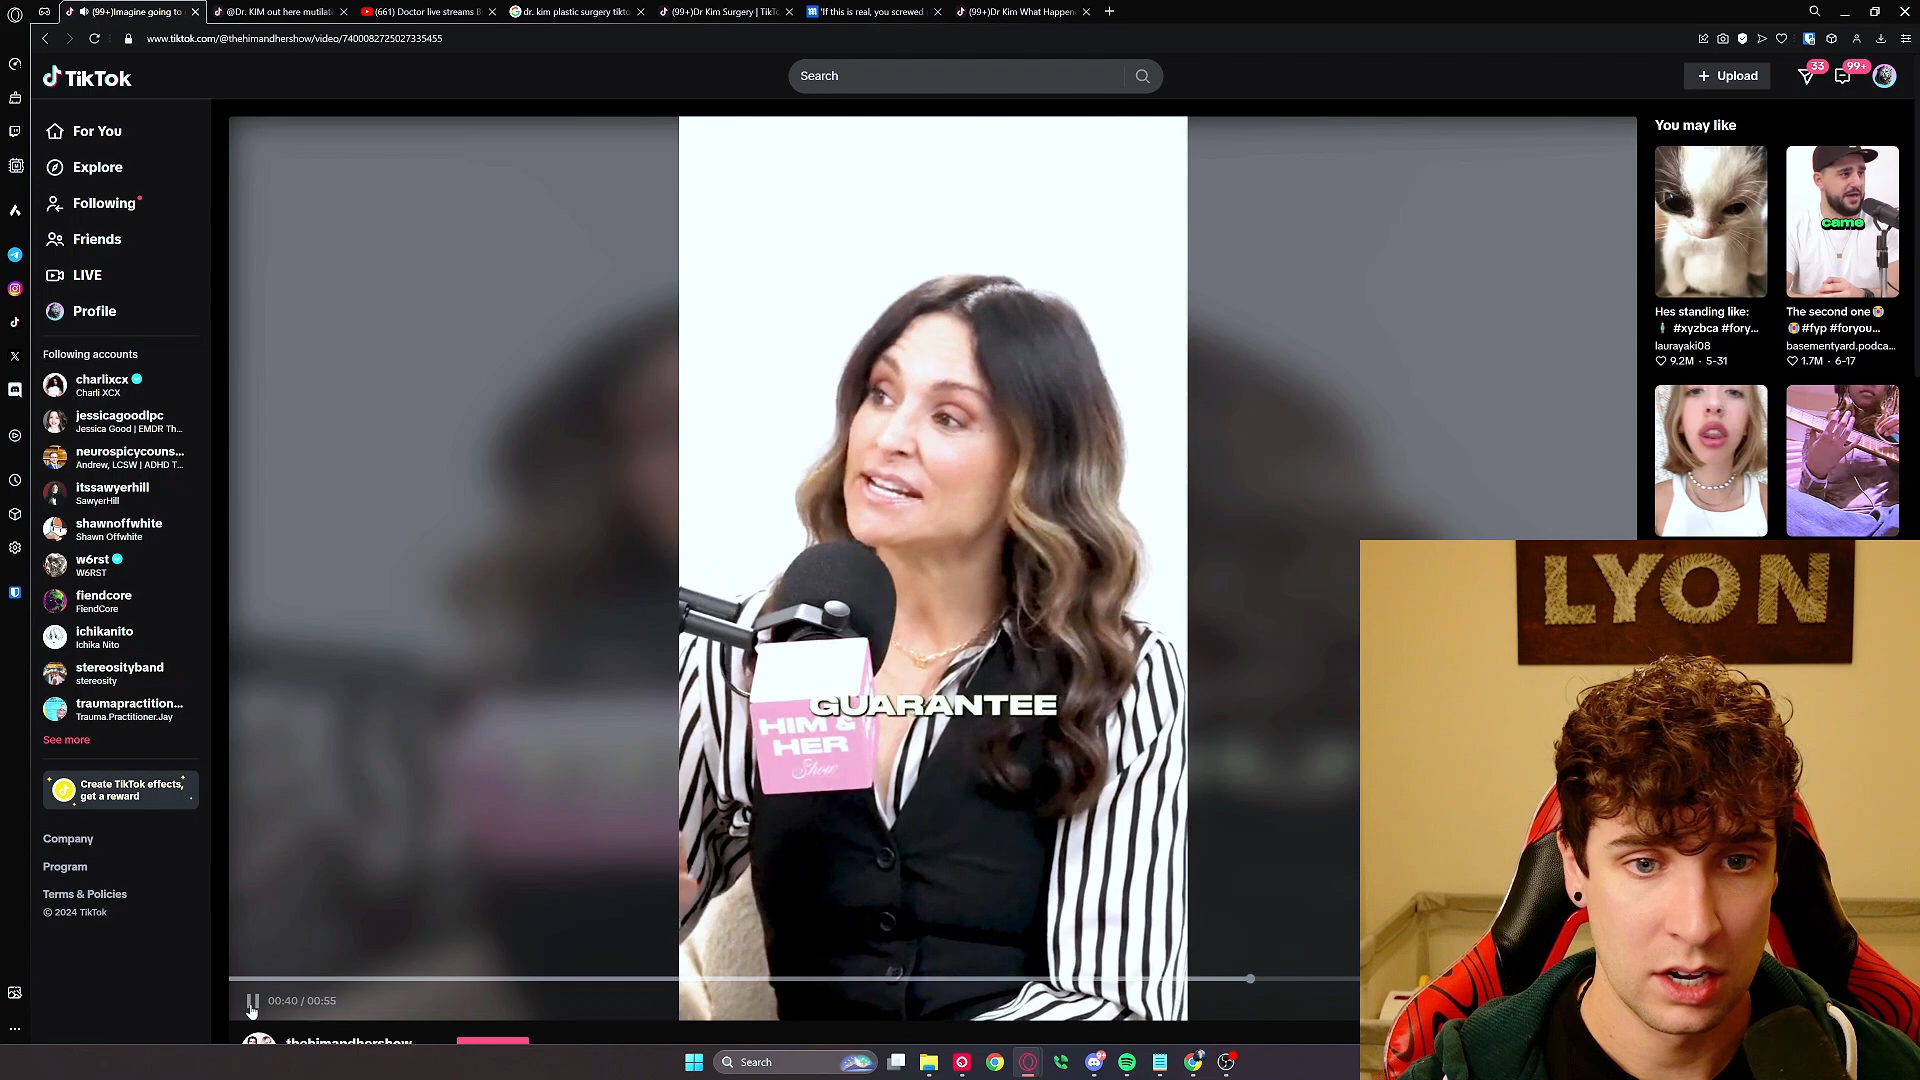 (99+)Imagine going to
@Dr. KIM out here mutilati
(661) Doctor live streams B
dr. kim plastic surgery tikto
(99+)Dr Kim Surgery | TikT
'If this is real, you screwed
(99+)Dr Kim What Happen
www.tiktok.com/@thehimandhershow/video/7400082725027335455
TikTok
Search
Upload
33
99+
For You
Explore
Following
Friends
LIVE
Profile
Following accounts
charlixcx
Charli XCX
jessicagoodlpc
Jessica Good | EMDR Th...
neurospicycouns...
Andrew, LCSW | ADHD T...
itssawyerhill
SawyerHill
shawnoffwhite
Shawn Offwhite
w6rst
W6RST
fiendcore
FiendCore
ichikanito
Ichika Nito
stereosityband
stereosity
traumapractition...
Trauma.Practitioner.Jay
See more
Create TikTok effects,
get a reward
Company
Program
Terms & Policies
© 2024 TikTok
GUARANTEE
HIM &
HER
Show
00:40 / 00:55
thehimandhershow
You may like
came
Hes standing like:
#xyzbca #fory...
laurayaki08
9.2M · 5-31
The second one
#fyp #foryou...
basementyard.podca...
1.7M · 6-17
LYON
Search